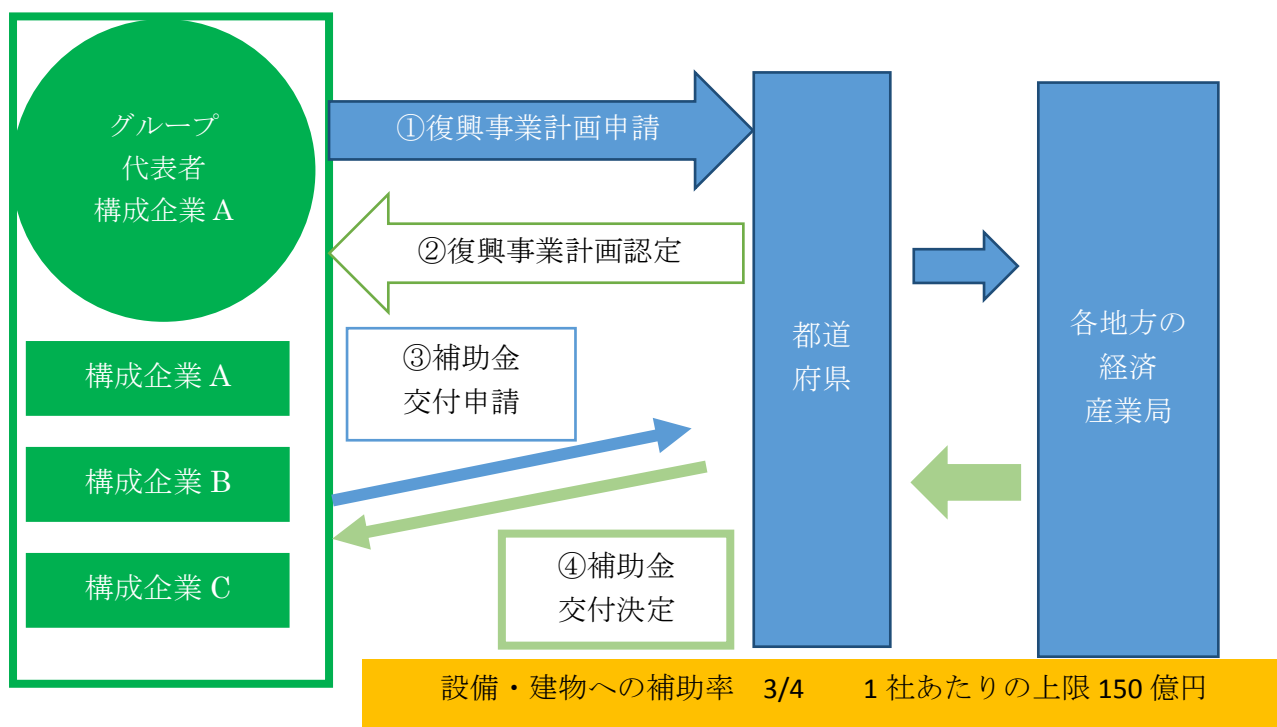 グループ
代表者
構成企業 A
①復興事業計画申請
②復興事業計画認定
構成企業 A
構成企業 B
構成企業 C
③補助金
交付申請
④補助金
交付決定
都道
府県
各地方の
経済
産業局
設備・建物への補助率 3/4 1 社あたりの上限 150 億円